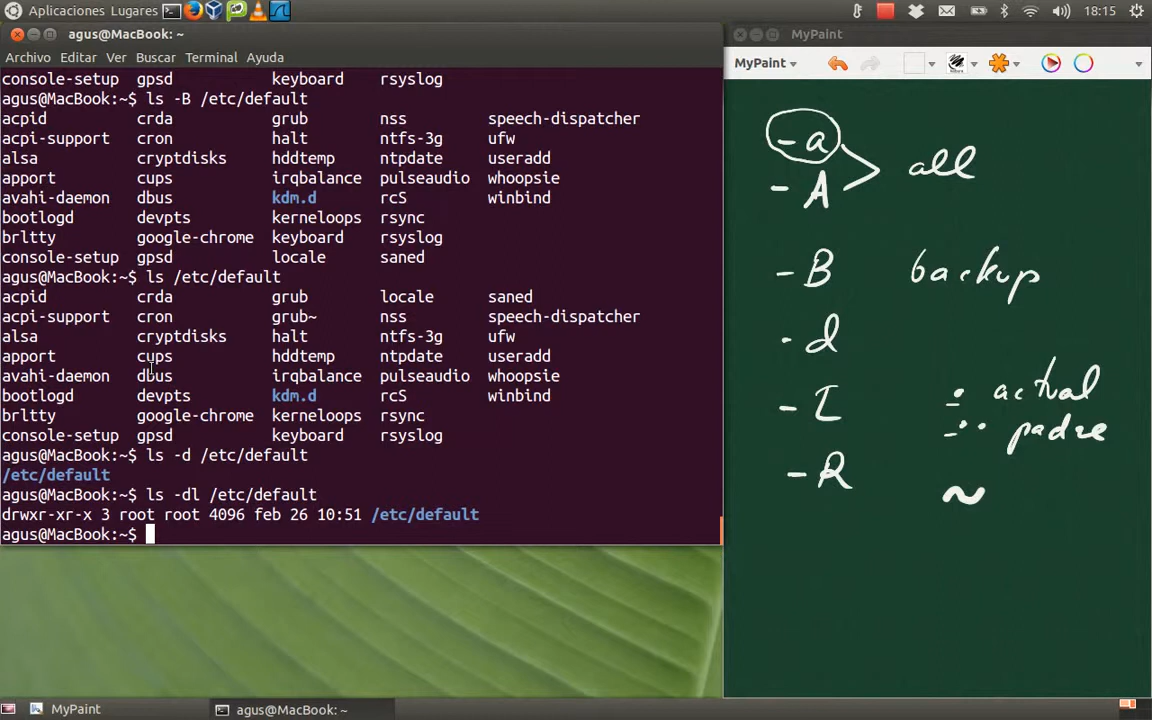 Aplicaciones Lugares 18:15
agus@MacBook: ~
Archivo Editar Ver Buscar Terminal Ayuda
console-setup gpsd keyboard rsyslog
agus@MacBook:~$ ls -B /etc/default
acpid crda grub nss speech-dispatcher
acpi-support cron halt ntfs-3g ufw
alsa cryptdisks hddtemp ntpdate useradd
apport cups irqbalance pulseaudio whoopsie
avahi-daemon dbus kdm.d rcS winbind
bootlogd devpts kerneloops rsync
brltty google-chrome keyboard rsyslog
console-setup gpsd locale saned
agus@MacBook:~$ ls /etc/default
acpid crda grub locale saned
acpi-support cron grub~ nss speech-dispatcher
alsa cryptdisks halt ntfs-3g ufw
apport cups hddtemp ntpdate useradd
avahi-daemon dbus irqbalance pulseaudio whoopsie
bootlogd devpts kdm.d rcS winbind
brltty google-chrome kerneloops rsync
console-setup gpsd keyboard rsyslog
agus@MacBook:~$ ls -d /etc/default
/etc/default
agus@MacBook:~$ ls -dl /etc/default
drwxr-xr-x 3 root root 4096 feb 26 10:51 /etc/default
agus@MacBook:~$
MyPaint
MyPaint
-a
all
-A
-B backup
-d
-I . actual
.. padre
-R
~
MyPaint agus@MacBook: ~